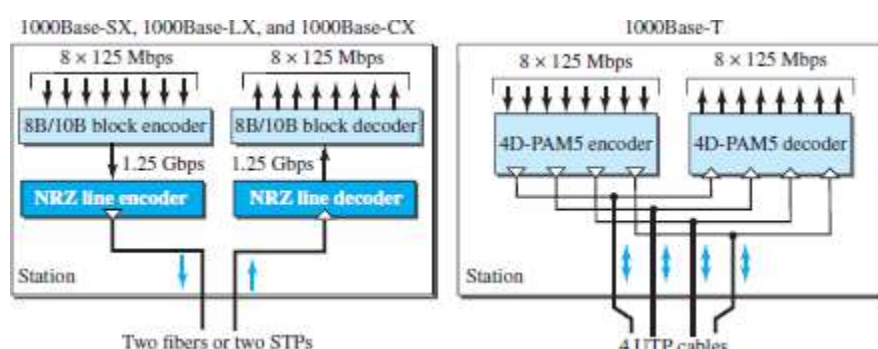 1000Base-SX, 1000Base-LX, and 1000Base-CX
8 × 125 Mbps
8 × 125 Mbps
8B/10B block encoder
8B/10B block decoder
1.25 Gbps
1.25 Gbps
NRZ line encoder
NRZ line decoder
Station
Two fibers or two STPs
1000Base-T
8 × 125 Mbps
8 × 125 Mbps
4D-PAM5 encoder
4D-PAM5 decoder
Station
4 UTP cables